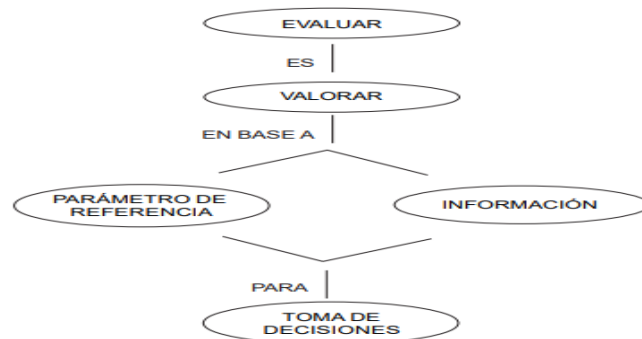 EVALUAR
ES
VALORAR
EN BASE A
PARÁMETRO DE
REFERENCIA
INFORMACIÓN
PARA
TOMA DE
DECISIONES